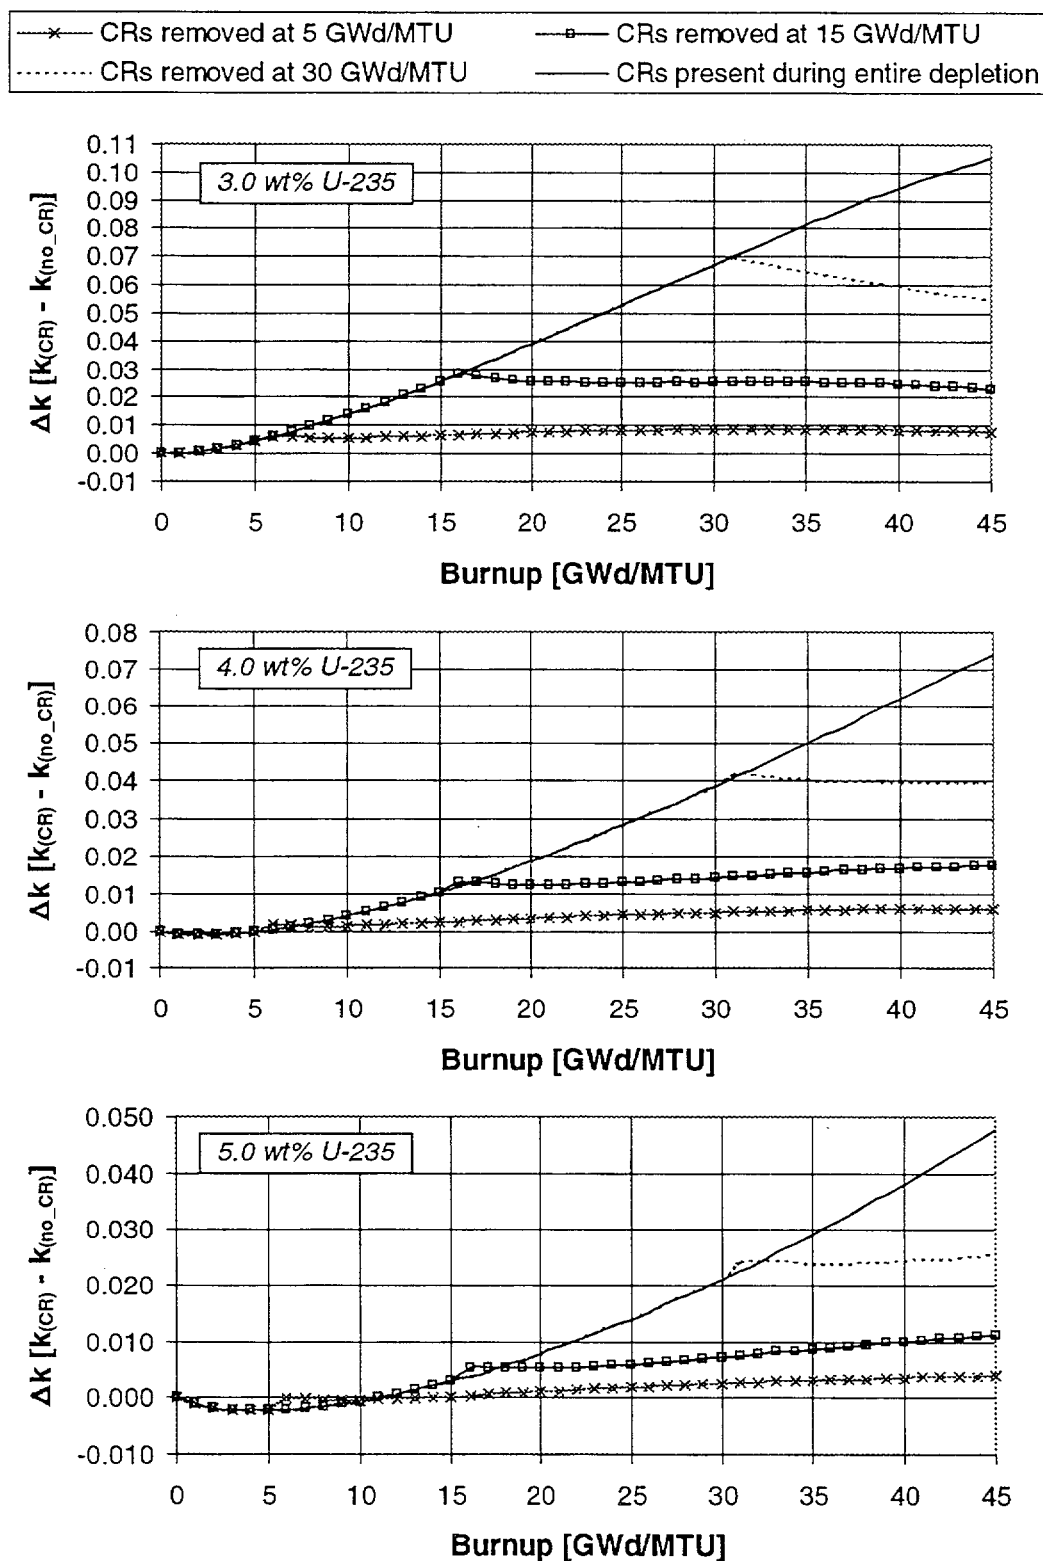 CRs removed at 5 GWd/MTU CRs removed at 15 GWd/MTU
CRs removed at 30 GWd/MTU CRs present during entire depletion
0.11
0.10
0.09
0.08
0.07
0.06
0.05
0.04
0.03
0.02
0.01
0.00
-0.01
Δk [k(CR) - k(no_CR)]
3.0 wt% U-235
0 5 10 15 20 25 30 35 40 45
Burnup [GWd/MTU]
0.08
0.07
0.06
0.05
0.04
0.03
0.02
0.01
0.00
-0.01
Δk [k(CR) - k(no_CR)]
4.0 wt% U-235
0 5 10 15 20 25 30 35 40 45
Burnup [GWd/MTU]
0.050
0.040
0.030
0.020
0.010
0.000
-0.010
Δk [k(CR) - k(no_CR)]
5.0 wt% U-235
0 5 10 15 20 25 30 35 40 45
Burnup [GWd/MTU]